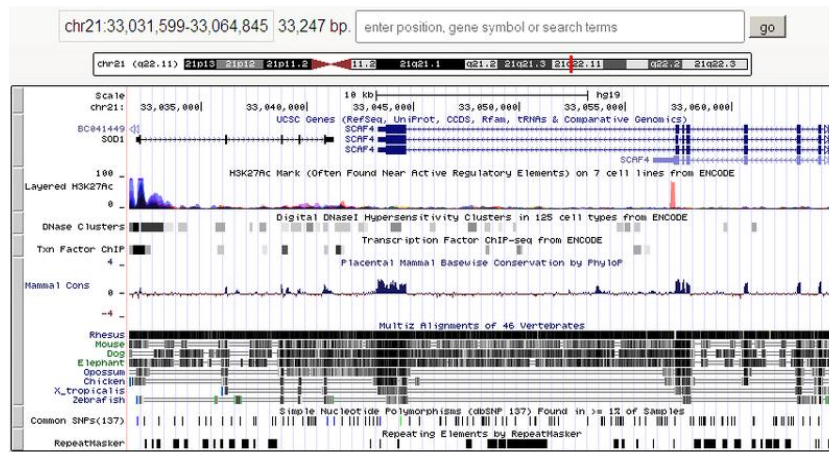 chr21:33,031,599-33,064,845 33,247 bp. enter position, gene symbol or search terms go
chr21 (q22.11) 21p13 21p12 21p11.2 11.2 21q21.1 q21.2 21q21.3 21q22.11 q22.2 21q22.3
Scale 10 kb hg19
chr21: 33,035,000 33,040,000 33,045,000 33,050,000 33,055,000 33,060,000
UCSC Genes (RefSeq, UniProt, CCDS, Rfam, tRNAs & Comparative Genomics)
BC041449 SCAF4
SOD1 SCAF4
SCAF4
SCAF4
H3K27Ac Mark (Often Found Near Active Regulatory Elements) on 7 cell lines from ENCODE
100
Layered H3K27Ac
0
Digital DNaseI Hypersensitivity Clusters in 125 cell types from ENCODE
DNase Clusters
Transcription Factor ChIP-seq from ENCODE
Txn Factor ChIP
Placental Mammal Basewise Conservation by PhyloP
4
Mammal Cons
0
-4
Multiz Alignments of 46 Vertebrates
Rhesus
Mouse
Dog
Elephant
Opossum
Chicken
X_tropicalis
Zebrafish
Simple Nucleotide Polymorphisms (dbSNP 137) Found in >= 1% of Samples
Common SNPs(137)
Repeating Elements by RepeatMasker
RepeatMasker